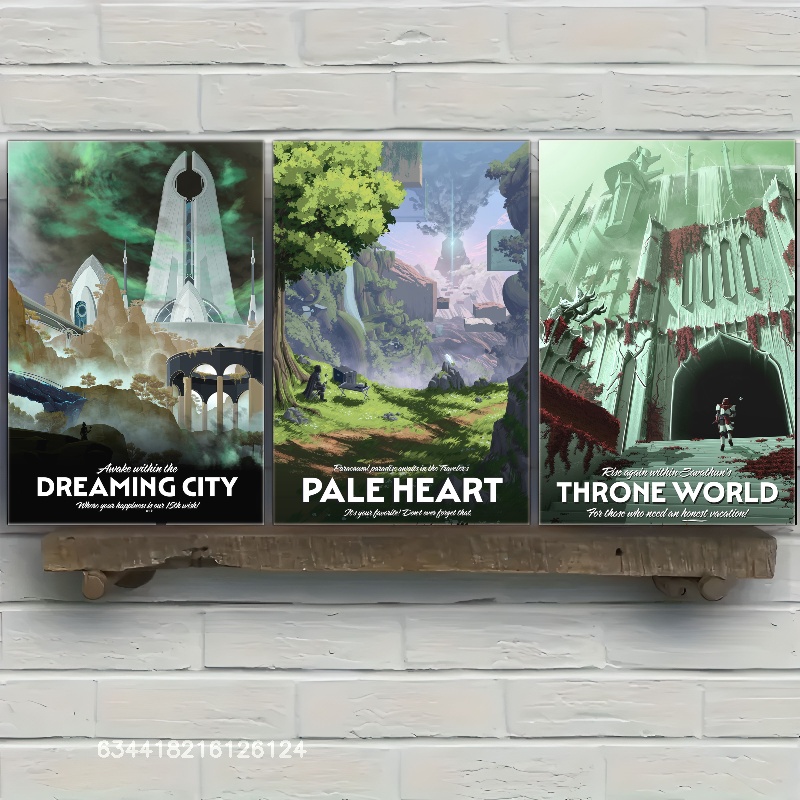 Awake within the
DREAMING CITY
Where your happiness is our 15th wish!
Paracausal paradise awaits in the Traveler's
PALE HEART
It's your favorite! Don't ever forget that.
Rise again within Savathûn's
THRONE WORLD
For those who need an honest vacation!
634418216126124